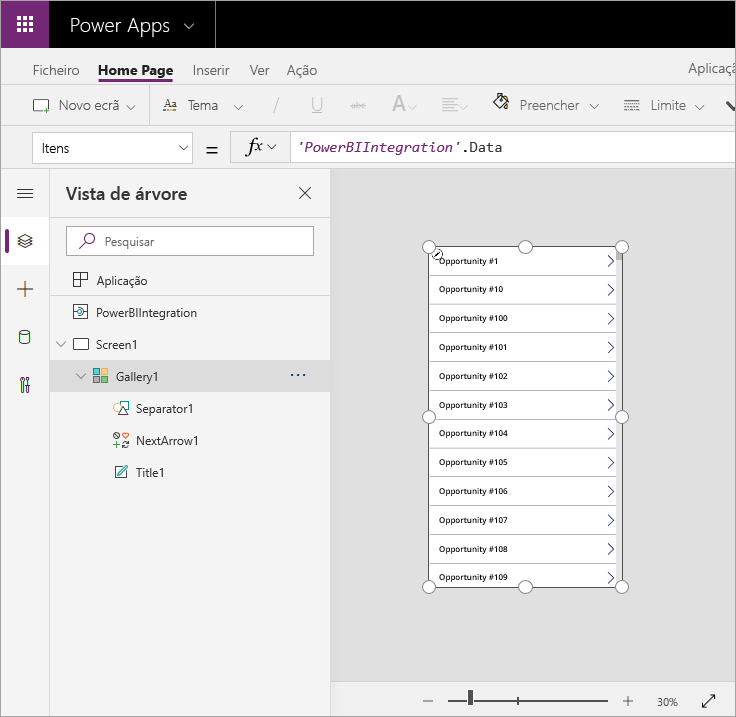 Power Apps
Ficheiro Home Page Inserir Ver Ação Aplicaçã
Novo ecrã Tema abc A Preencher Limite
Itens = fx 'PowerBIIntegration'.Data
Vista de árvore
Pesquisar
Aplicação
PowerBIIntegration
Screen1
Gallery1
Separator1
NextArrow1
Title1
Opportunity #1
Opportunity #10
Opportunity #100
Opportunity #101
Opportunity #102
Opportunity #103
Opportunity #104
Opportunity #105
Opportunity #106
Opportunity #107
Opportunity #108
Opportunity #109
30%